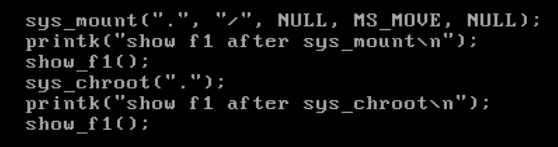 sys_mount(".", "/", NULL, MS_MOVE, NULL);
printk("show f1 after sys_mount\n");
show_f1();
sys_chroot(".");
printk("show f1 after sys_chroot\n");
show_f1();